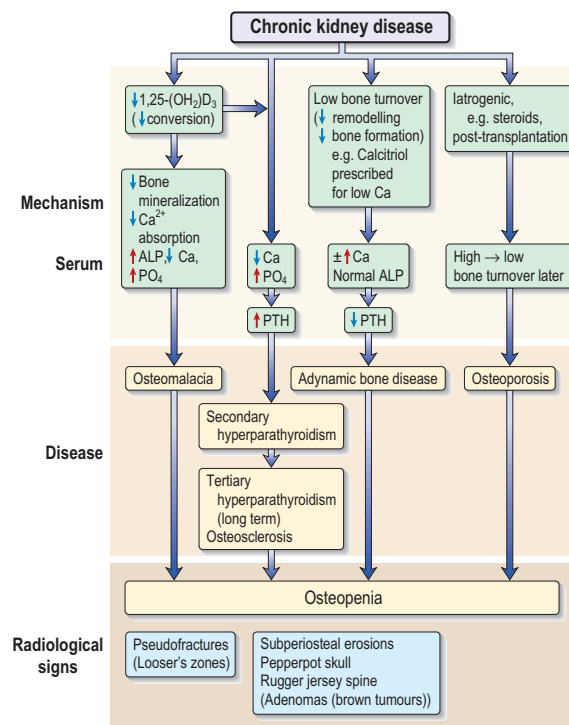 Chronic kidney disease
↓1,25-(OH₂)D₃
(↓conversion)
Low bone turnover
(↓ remodelling
↓ bone formation)
e.g. Calcitriol
prescribed
for low Ca
Iatrogenic,
e.g. steroids,
post-transplantation
Mechanism
↓Bone
mineralization
↓Ca²⁺
absorption
↑ALP,↓Ca,
↑PO₄
Serum
↓Ca
↑PO₄
±↑Ca
Normal ALP
High → low
bone turnover later
↑PTH
↓PTH
Osteomalacia
Adynamic bone disease
Osteoporosis
Disease
Secondary
hyperparathyroidism
Tertiary
hyperparathyroidism
(long term)
Osteosclerosis
Osteopenia
Radiological
signs
Pseudofractures
(Looser's zones)
Subperiosteal erosions
Pepperpot skull
Rugger jersey spine
(Adenomas (brown tumours))